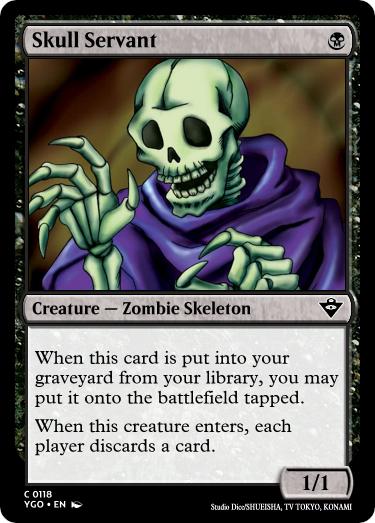 Skull Servant
Creature — Zombie Skeleton
When this card is put into your
graveyard from your library, you may
put it onto the battlefield tapped.
When this creature enters, each
player discards a card.
1/1
C 0118
YGO • EN
Studio Dice/SHUEISHA, TV TOKYO, KONAMI